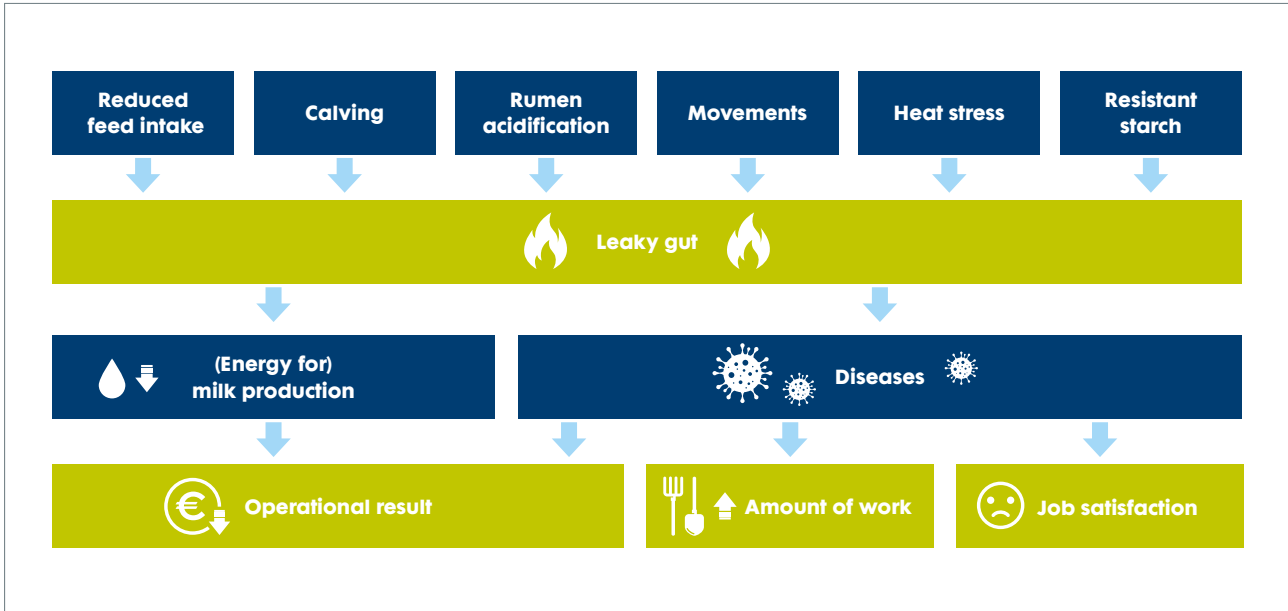 Reduced
feed intake
Calving
Rumen
acidification
Movements
Heat stress
Resistant
starch
Leaky gut
(Energy for)
milk production
Diseases
€
Operational result
Amount of work
Job satisfaction